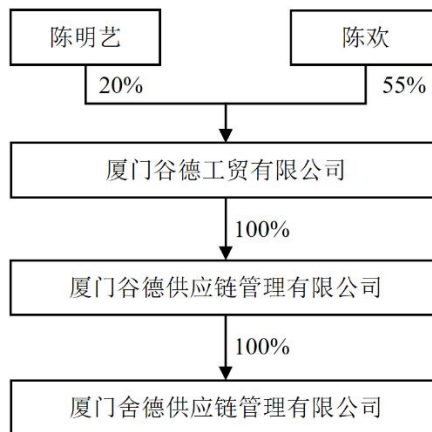 陈明艺
陈欢
20%
55%
厦门谷德工贸有限公司
100%
厦门谷德供应链管理有限公司
100%
厦门舍德供应链管理有限公司